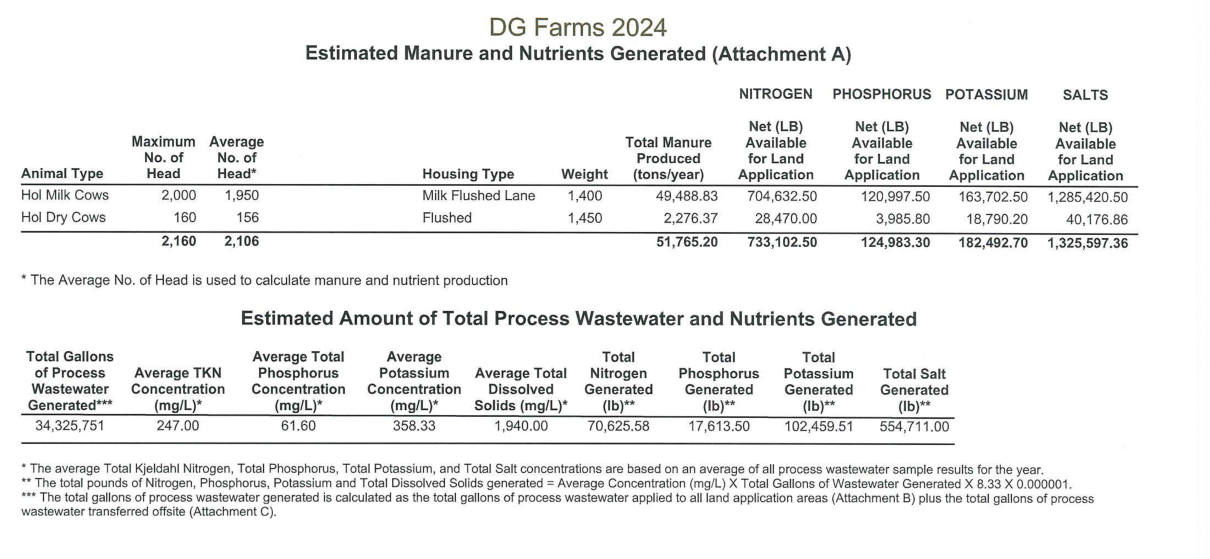 DG Farms 2024
Estimated Manure and Nutrients Generated (Attachment A)
NITROGEN PHOSPHORUS POTASSIUM SALTS
Animal Type Maximum No. of Head Average No. of Head* Housing Type Weight Total Manure Produced (tons/year) Net (LB) Available for Land Application Net (LB) Available for Land Application Net (LB) Available for Land Application Net (LB) Available for Land Application
Hol Milk Cows 2,000 1,950 Milk Flushed Lane 1,400 49,488.83 704,632.50 120,997.50 163,702.50 1,285,420.50
Hol Dry Cows 160 156 Flushed 1,450 2,276.37 28,470.00 3,985.80 18,790.20 40,176.86
2,160 2,106 51,765.20 733,102.50 124,983.30 182,492.70 1,325,597.36
* The Average No. of Head is used to calculate manure and nutrient production
Estimated Amount of Total Process Wastewater and Nutrients Generated
Total Gallons of Process Wastewater Generated*** Average TKN Concentration (mg/L)* Average Total Phosphorus Concentration (mg/L)* Average Potassium Concentration (mg/L)* Average Total Dissolved Solids (mg/L)* Total Nitrogen Generated (lb)** Total Phosphorus Generated (lb)** Total Potassium Generated (lb)** Total Salt Generated (lb)**
34,325,751 247.00 61.60 358.33 1,940.00 70,625.58 17,613.50 102,459.51 554,711.00
* The average Total Kjeldahl Nitrogen, Total Phosphorus, Total Potassium, and Total Salt concentrations are based on an average of all process wastewater sample results for the year.
** The total pounds of Nitrogen, Phosphorus, Potassium and Total Dissolved Solids generated = Average Concentration (mg/L) X Total Gallons of Wastewater Generated X 8.33 X 0.000001.
*** The total gallons of process wastewater generated is calculated as the total gallons of process wastewater applied to all land application areas (Attachment B) plus the total gallons of process
wastewater transferred offsite (Attachment C).